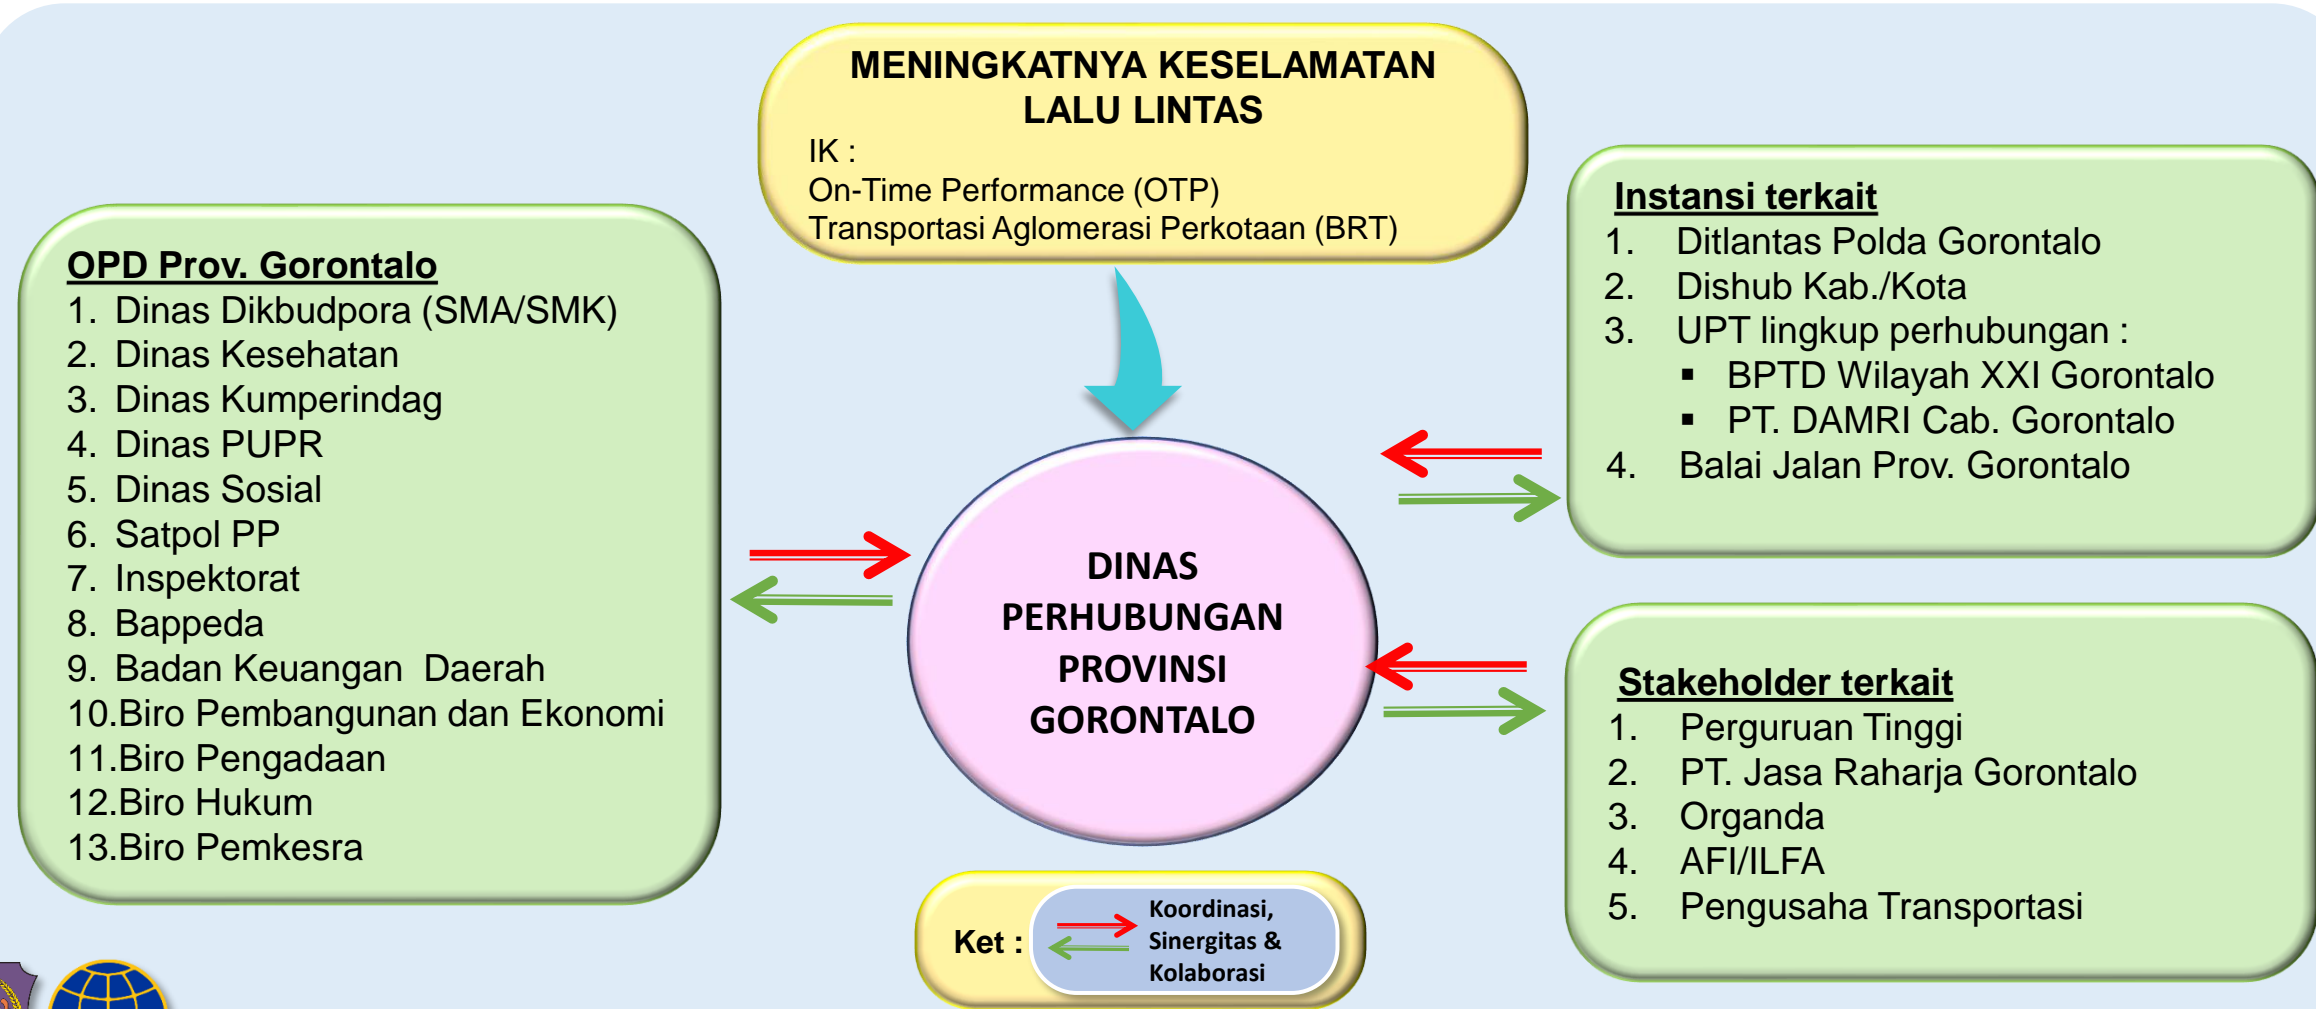 MENINGKATNYA KESELAMATAN
LALU LINTAS
IK :
On-Time Performance (OTP)
Transportasi Aglomerasi Perkotaan (BRT)
OPD Prov. Gorontalo
1. Dinas Dikbudpora (SMA/SMK)
2. Dinas Kesehatan
3. Dinas Kumperindag
4. Dinas PUPR
5. Dinas Sosial
6. Satpol PP
7. Inspektorat
8. Bappeda
9. Badan Keuangan Daerah
10.Biro Pembangunan dan Ekonomi
11.Biro Pengadaan
12.Biro Hukum
13.Biro Pemkesra
DINAS
PERHUBUNGAN
PROVINSI
GORONTALO
Instansi terkait
1. Ditlantas Polda Gorontalo
2. Dishub Kab./Kota
3. UPT lingkup perhubungan :
▪ BPTD Wilayah XXI Gorontalo
▪ PT. DAMRI Cab. Gorontalo
4. Balai Jalan Prov. Gorontalo
Stakeholder terkait
1. Perguruan Tinggi
2. PT. Jasa Raharja Gorontalo
3. Organda
4. AFI/ILFA
5. Pengusaha Transportasi
Ket :
Koordinasi,
Sinergitas &
Kolaborasi